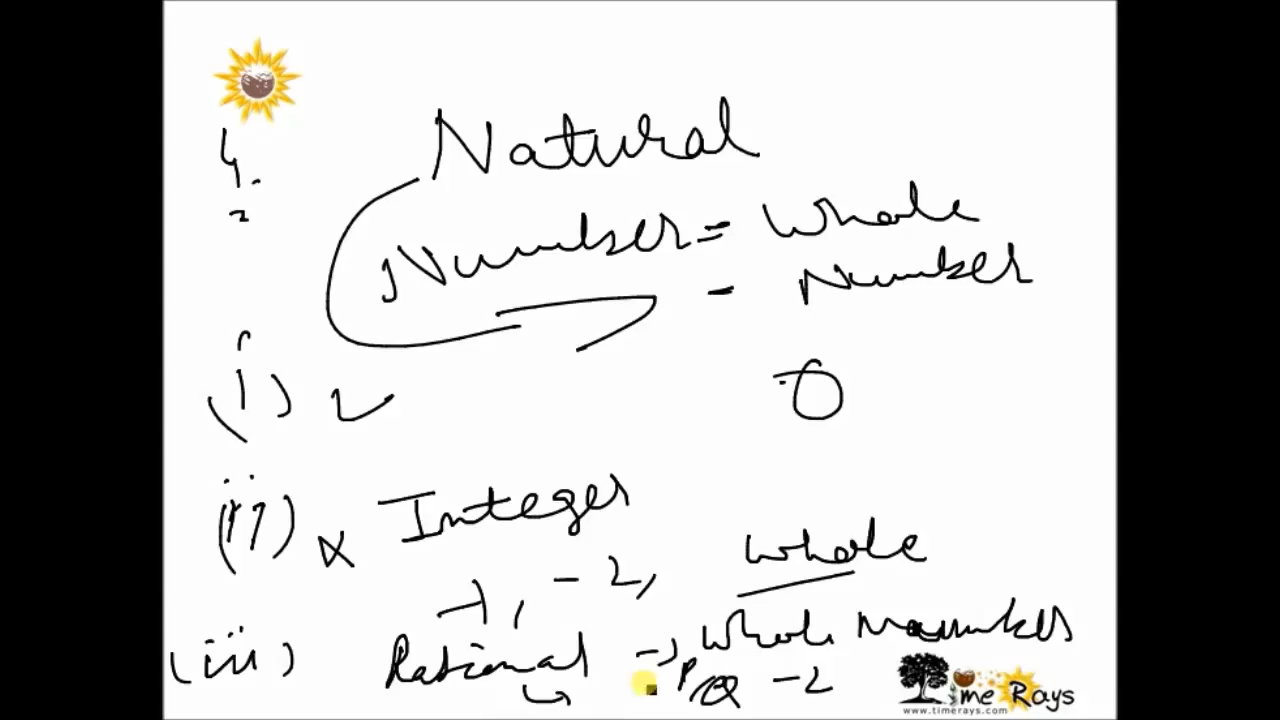 4.
Natural
Number = Whole
- Number
(i)
0
(ii) Integer
-1, -2, whole
(iii) Rational → Whole Number
P/Q -2
Time Rays
www.timerays.com